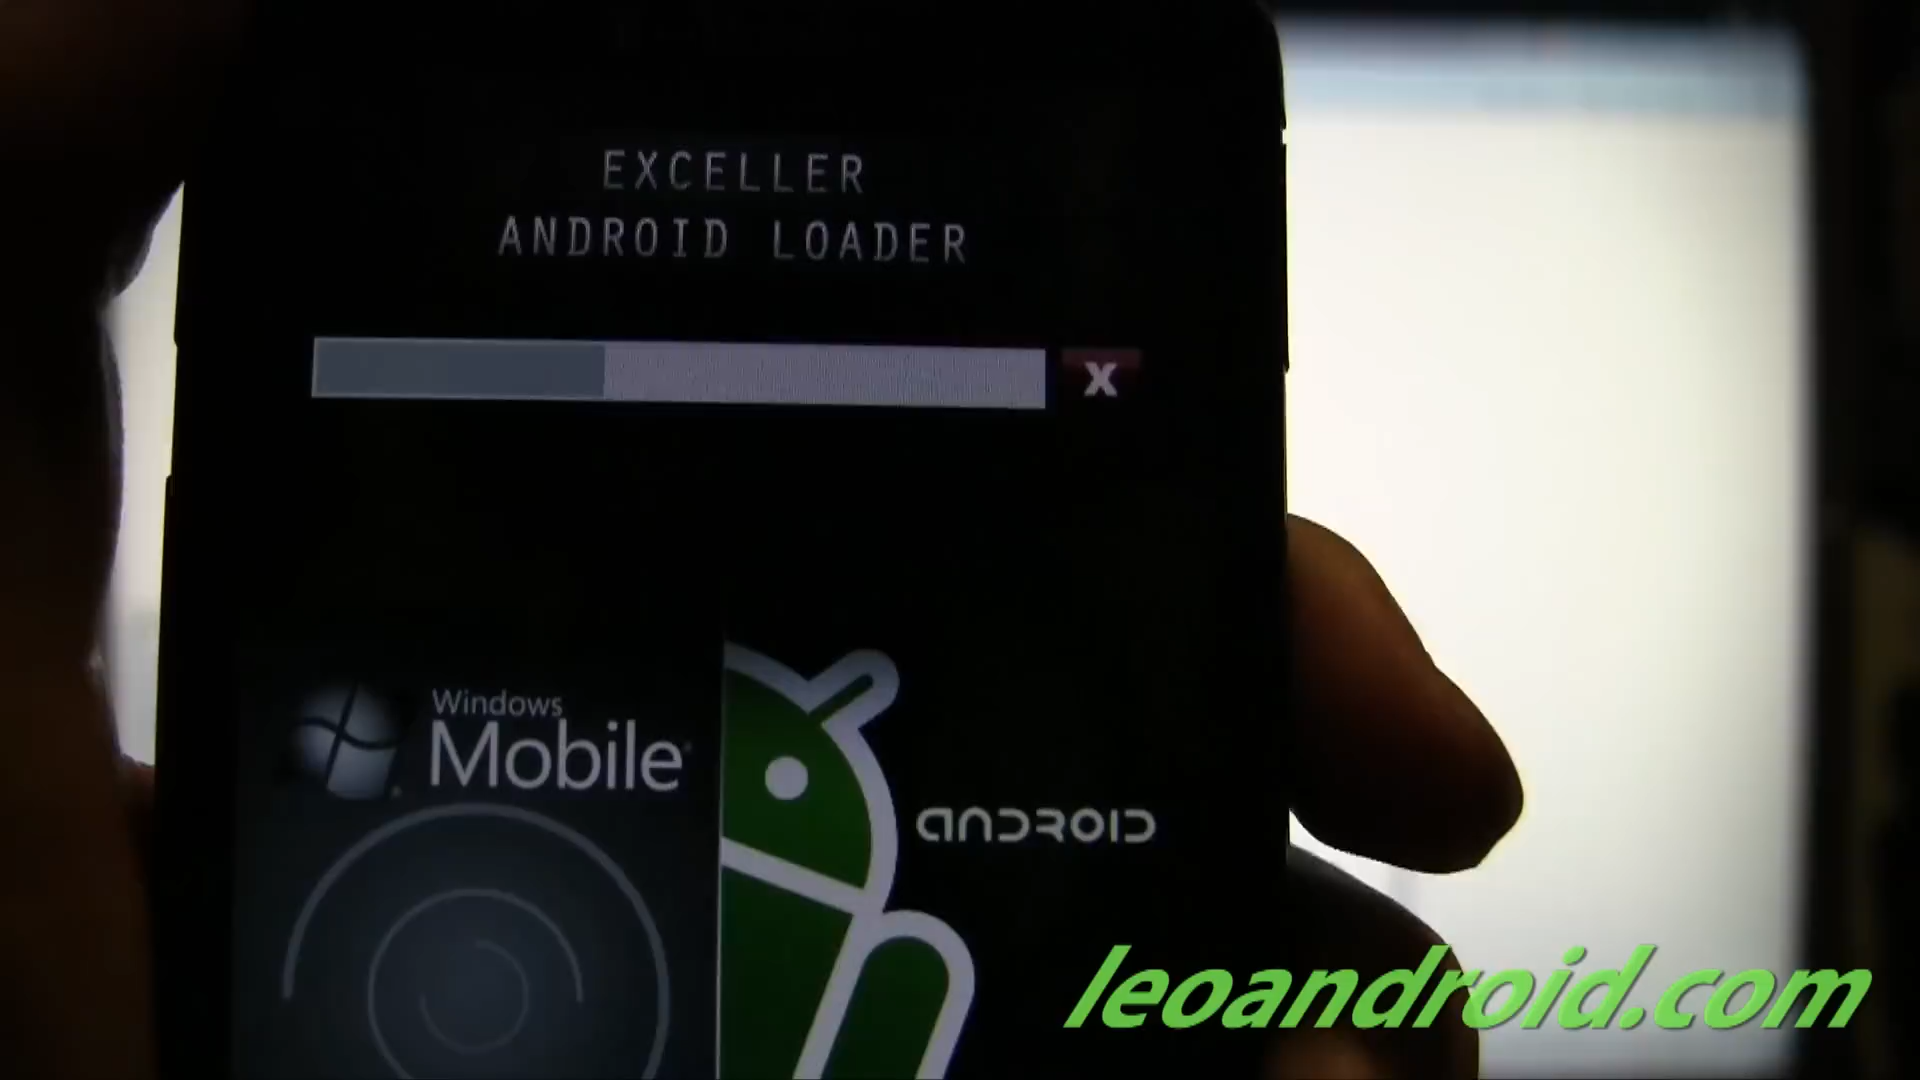 EXCELLER
ANDROID LOADER
X
Windows
Mobile
ANDROID
leoandroid.com